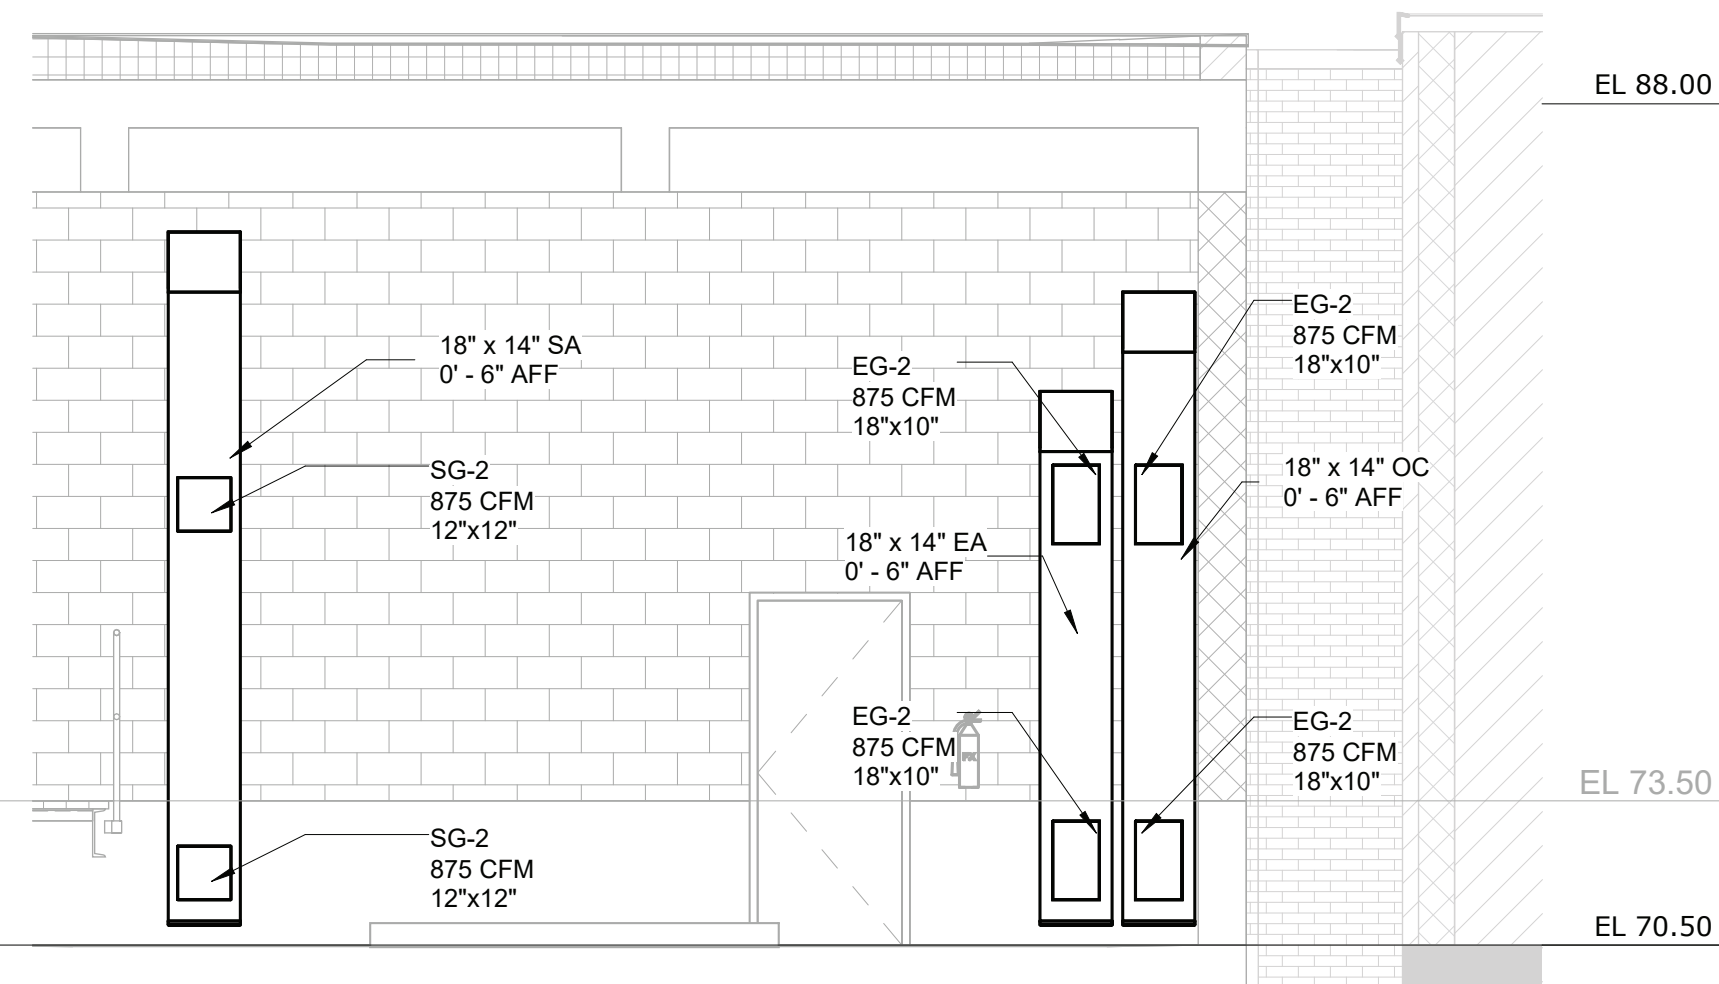 EL 88.00
18" x 14" SA
0' - 6" AFF
SG-2
875 CFM
12"x12"
EG-2
875 CFM
18"x10"
EG-2
875 CFM
18"x10"
18" x 14" OC
0' - 6" AFF
18" x 14" EA
0' - 6" AFF
EG-2
875 CFM
18"x10"
EG-2
875 CFM
18"x10"
EL 73.50
SG-2
875 CFM
12"x12"
EL 70.50